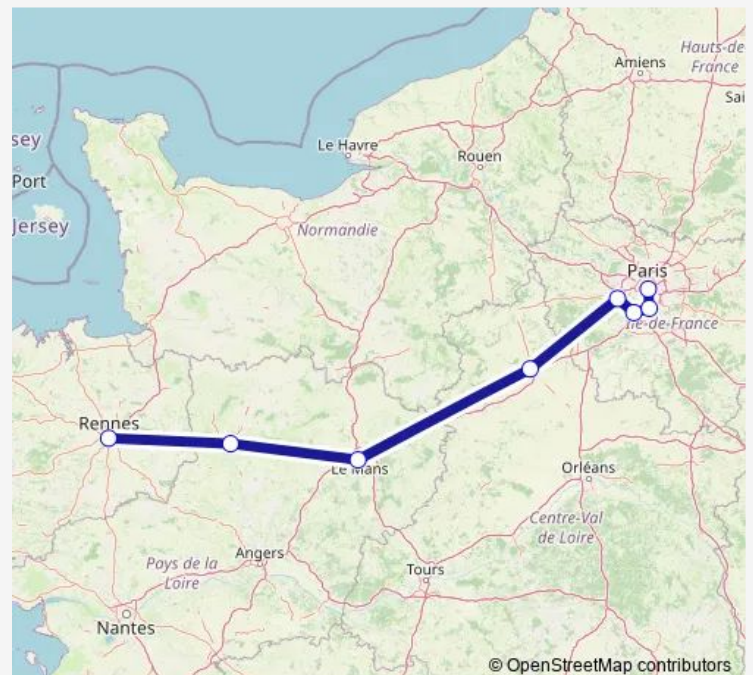 Hauts-de
France
Amiens
Sai
sey
Le Havre
Rouen
Port
Jersey
Normandie
Paris
Île-de-France
Rennes
Le Mans
Orléans
Centre-Val
de Loire
Angers
Pays de la
Loire
Tours
Nantes
© OpenStreetMap contributors